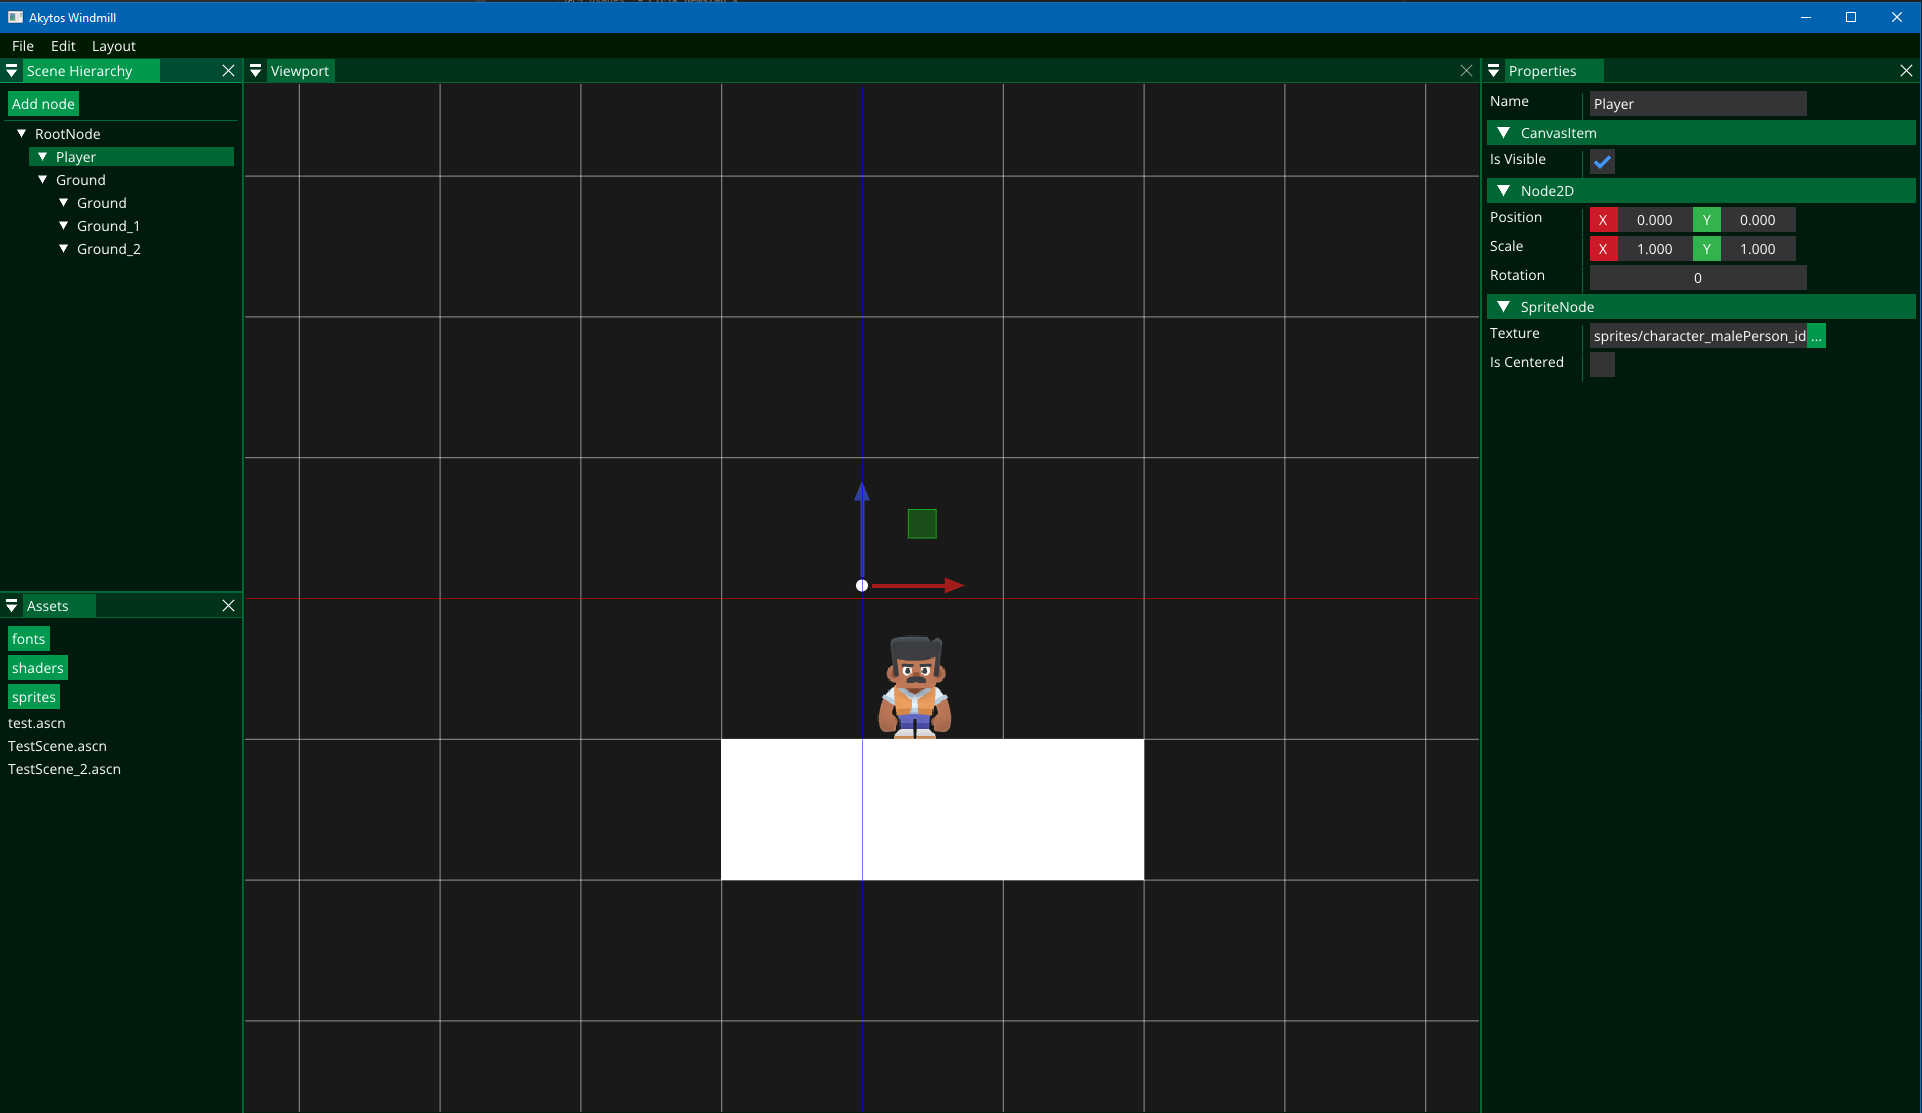 Akytos Windmill
File Edit Layout
Scene Hierarchy
Add node
RootNode
Player
Ground
Ground
Ground_1
Ground_2
Assets
fonts
shaders
sprites
test.ascn
TestScene.ascn
TestScene_2.ascn
Viewport
Properties
Name Player
CanvasItem
Is Visible
Node2D
Position X 0.000 Y 0.000
Scale X 1.000 Y 1.000
Rotation 0
SpriteNode
Texture sprites/character_malePerson_id ...
Is Centered